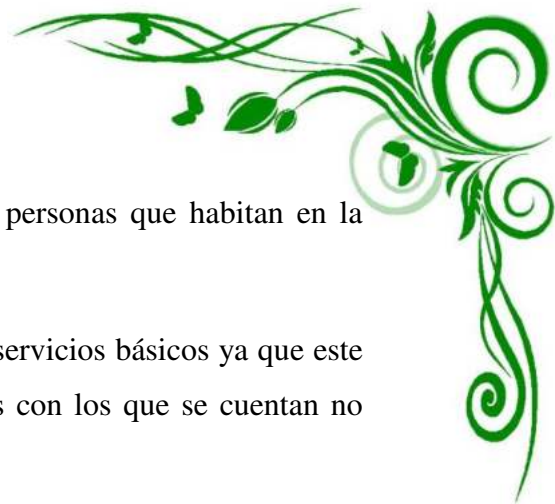 personas que habitan en la
servicios básicos ya que este
s con los que se cuentan no